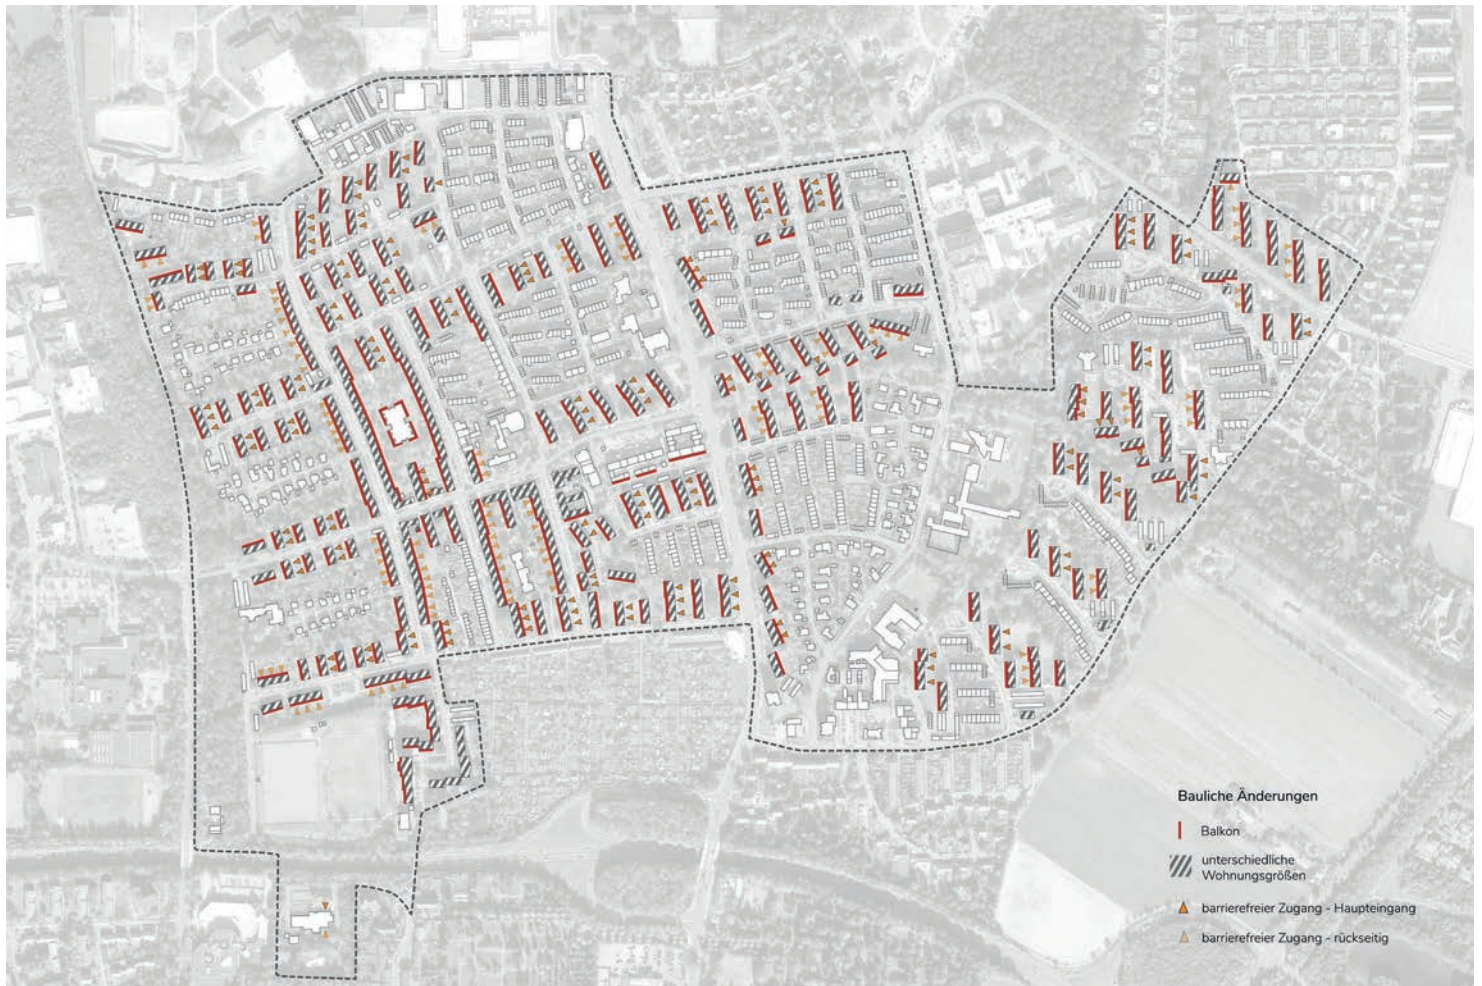 Bauliche Änderungen
Balkon
unterschiedliche
Wohnungsgrößen
barrierefreier Zugang - Haupteingang
barrierefreier Zugang - rückseitig